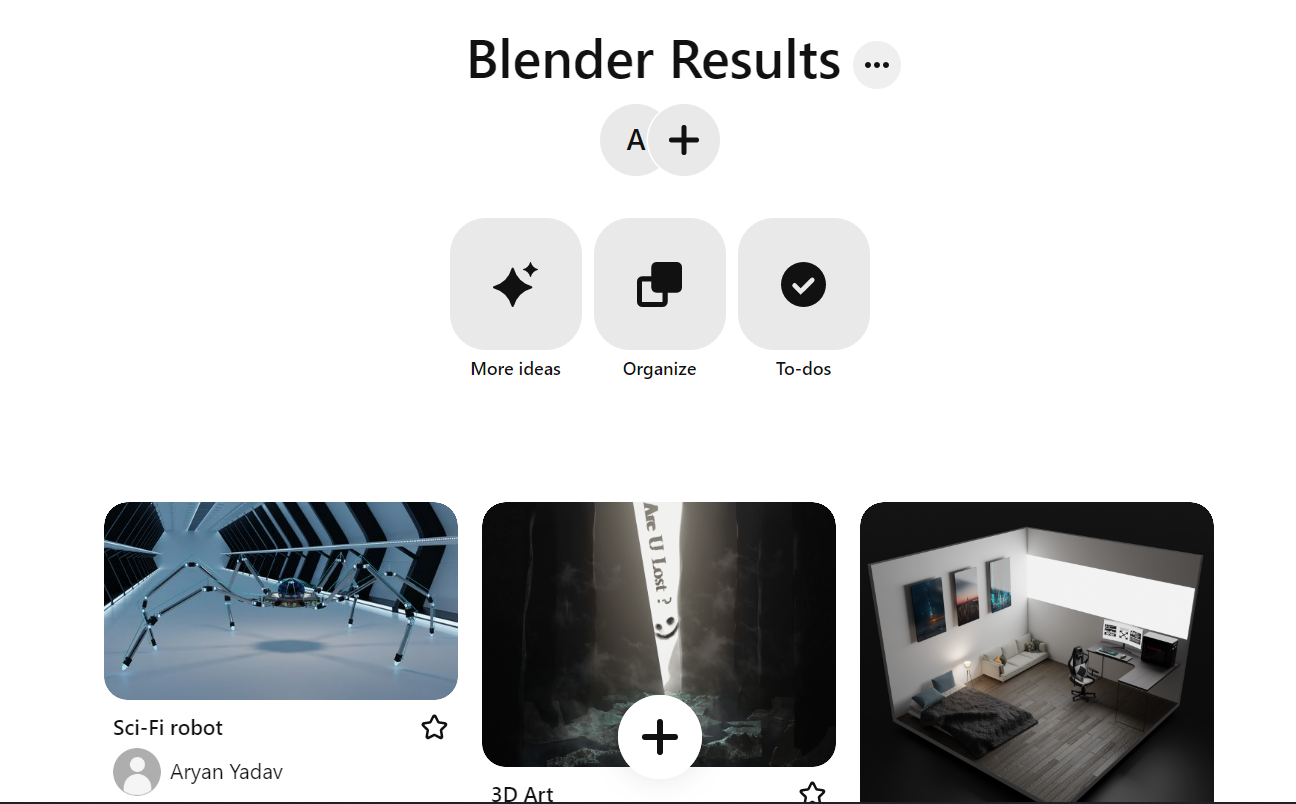 Blender Results
A
More ideas
Organize
To-dos
Are U Lost ?
Sci-Fi robot
Aryan Yadav
3D Art